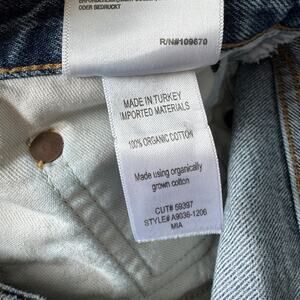 ODER BEDRUCKT
R/N#109670
MADE IN TURKEY
IMPORTED MATERIALS
100% ORGANIC COTTON
Made using organically
grown cotton
CUT# 59397
STYLE# A9036-1206
MIA